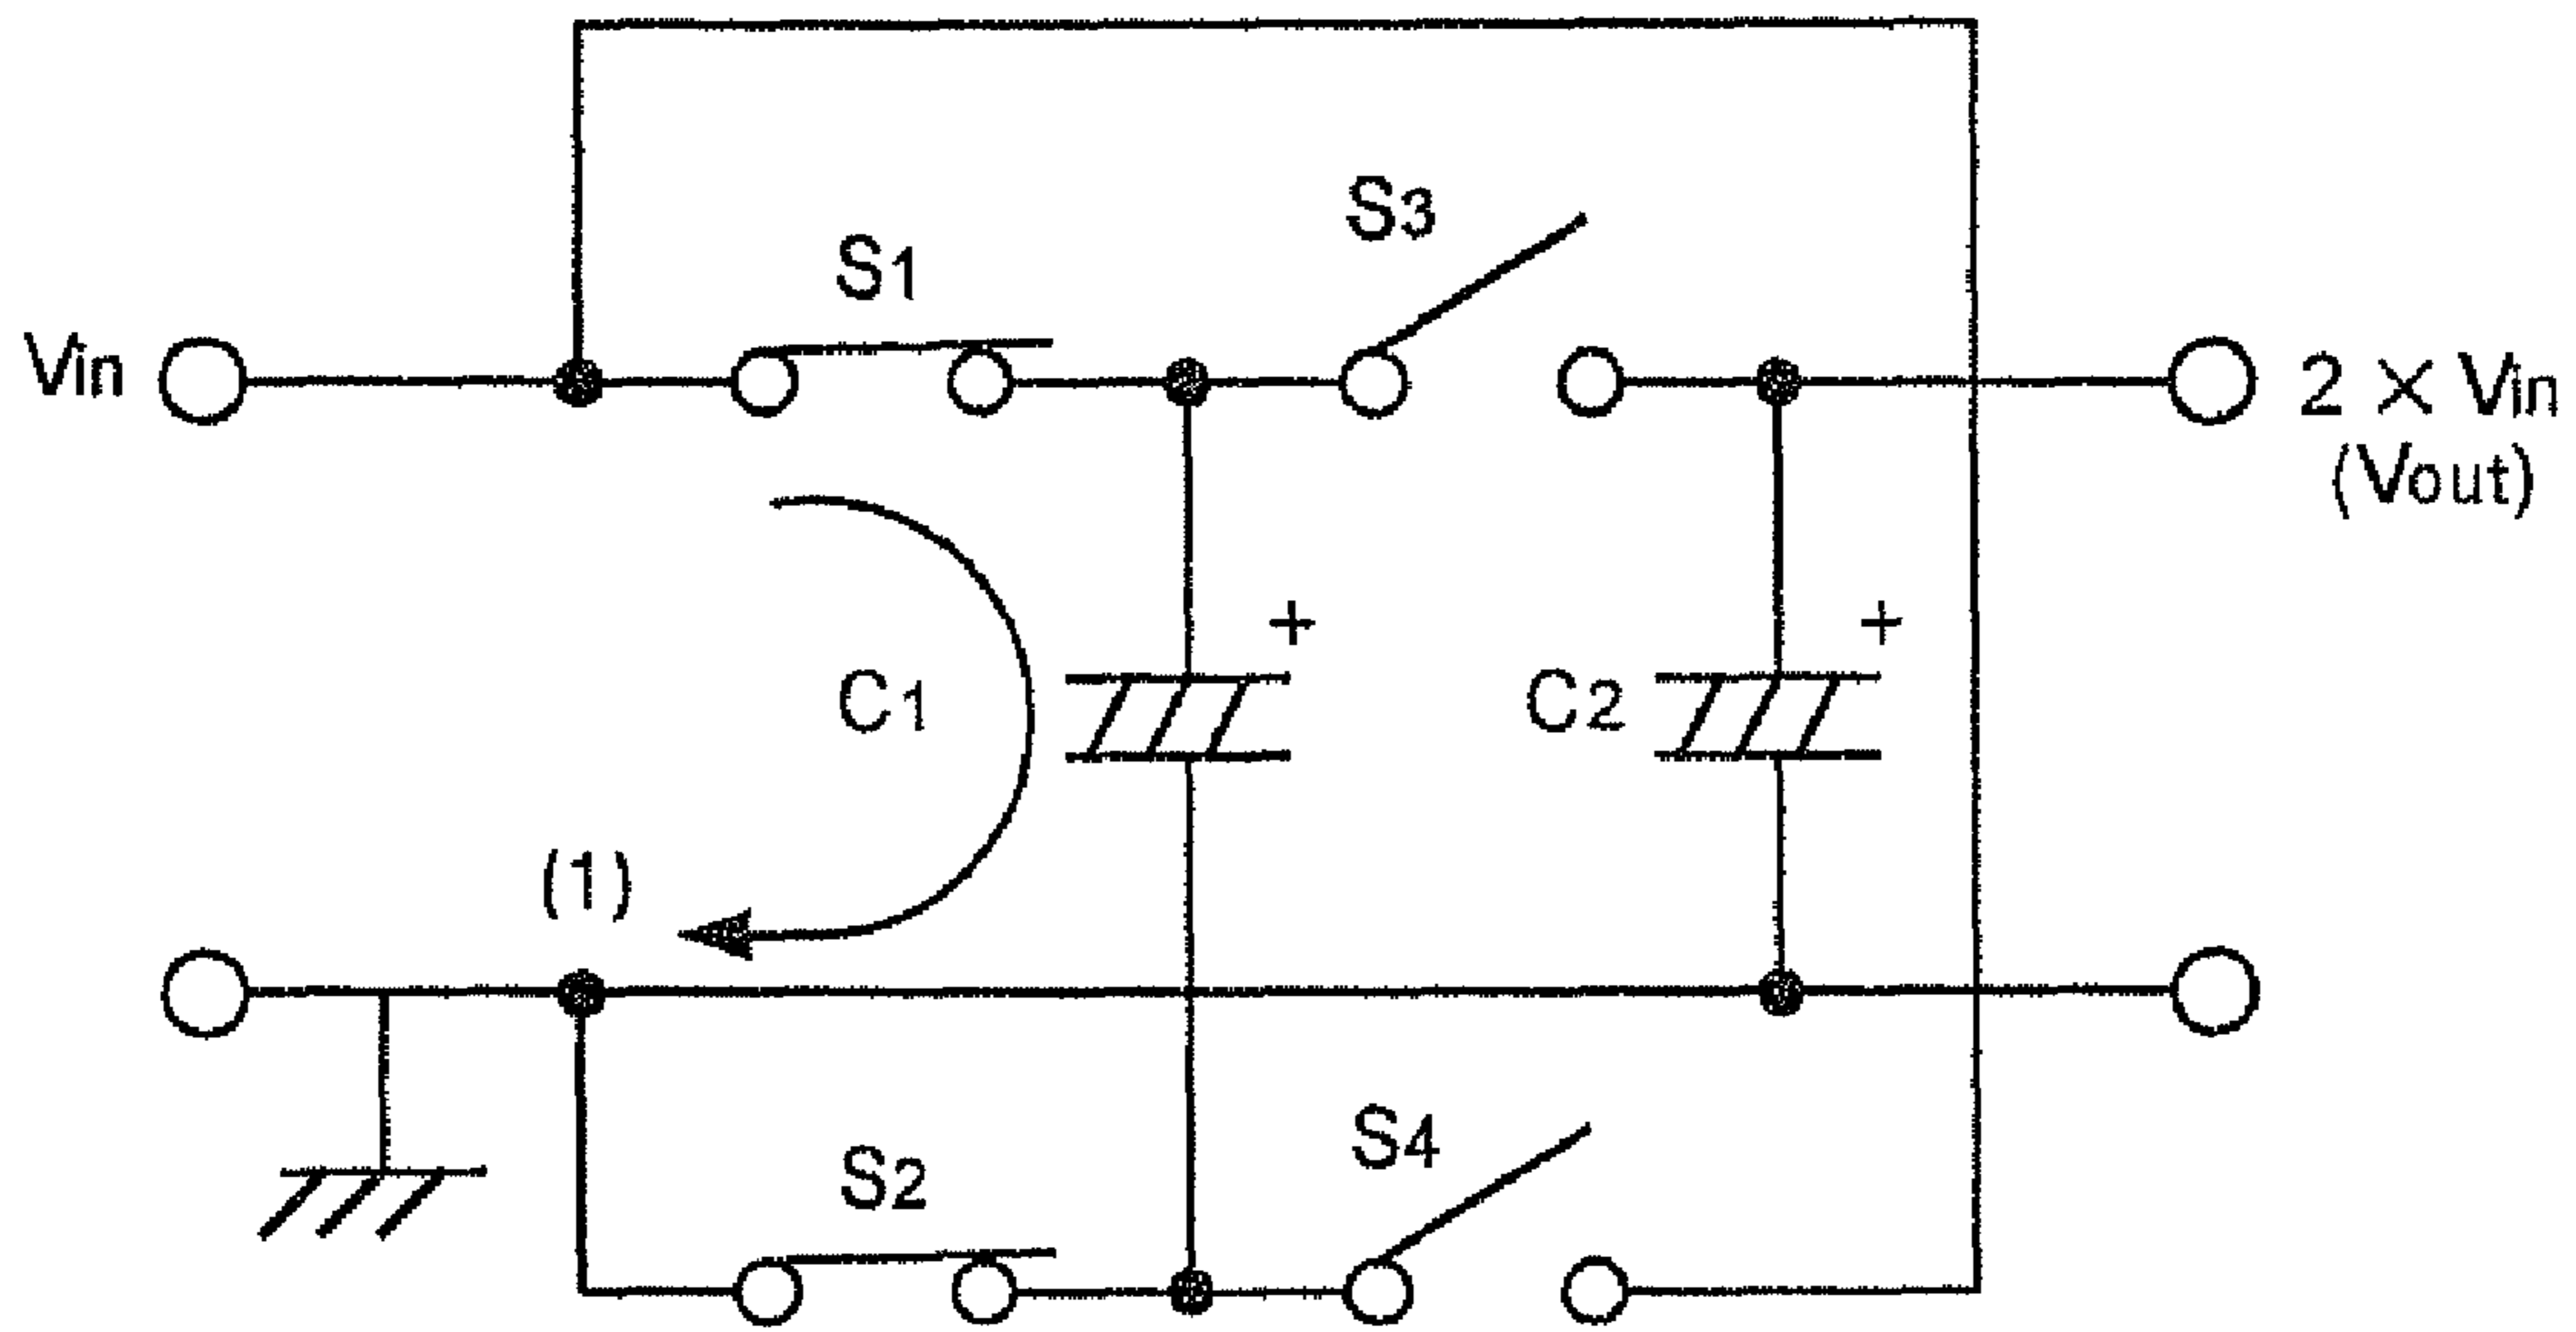 S3
S1
Vin
2 × Vin
(Vout)
+
+
C1
C2
(1)
S4
S2